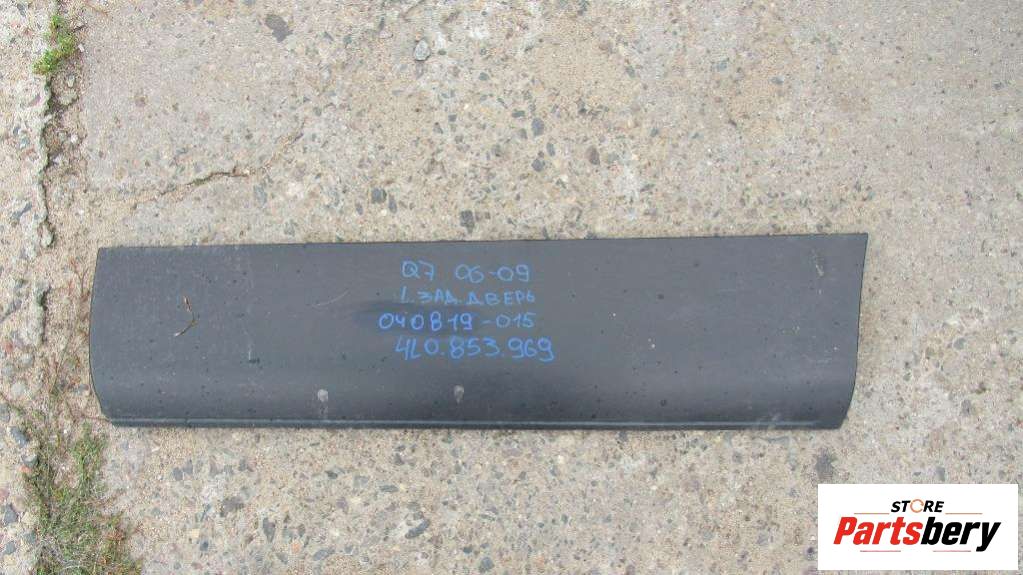 Q7 06-09
L ЗАД. ДВЕРЬ
040819-015
4L0.853.969
STORE
Partsbery